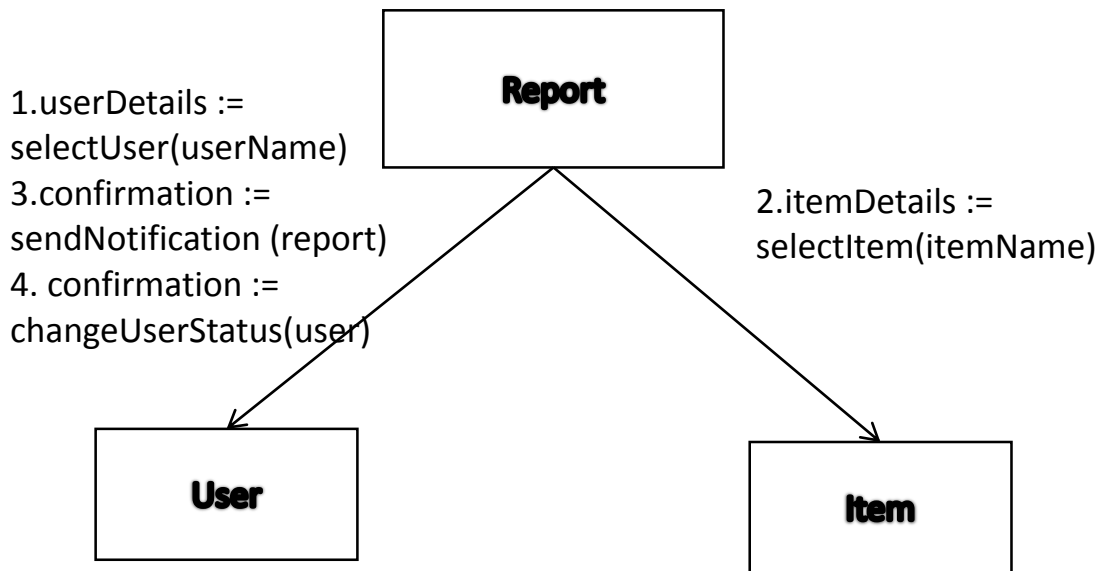 Report
1.userDetails :=
selectUser(userName)
3.confirmation :=
sendNotification (report)
4. confirmation :=
changeUserStatus(user)
2.itemDetails :=
selectItem(itemName)
User
Item